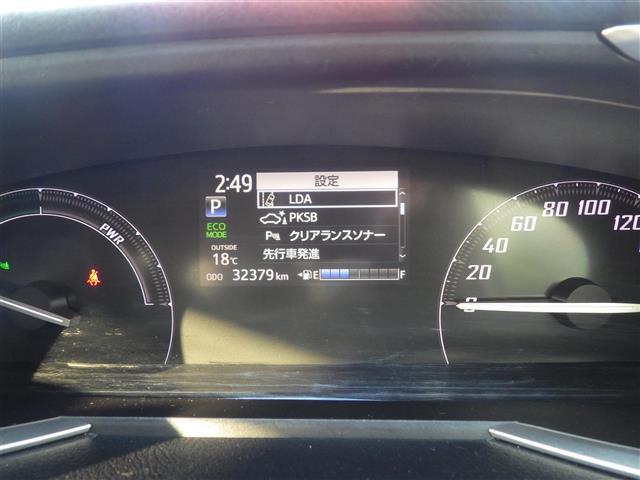 2:49
設定
LDA
P
PKSB
ECO
MODE
クリアランスソナー
OUTSIDE
18℃
先行車発進
ODO 32379 km
E F
PWR
0
20
40
60
80
100
120